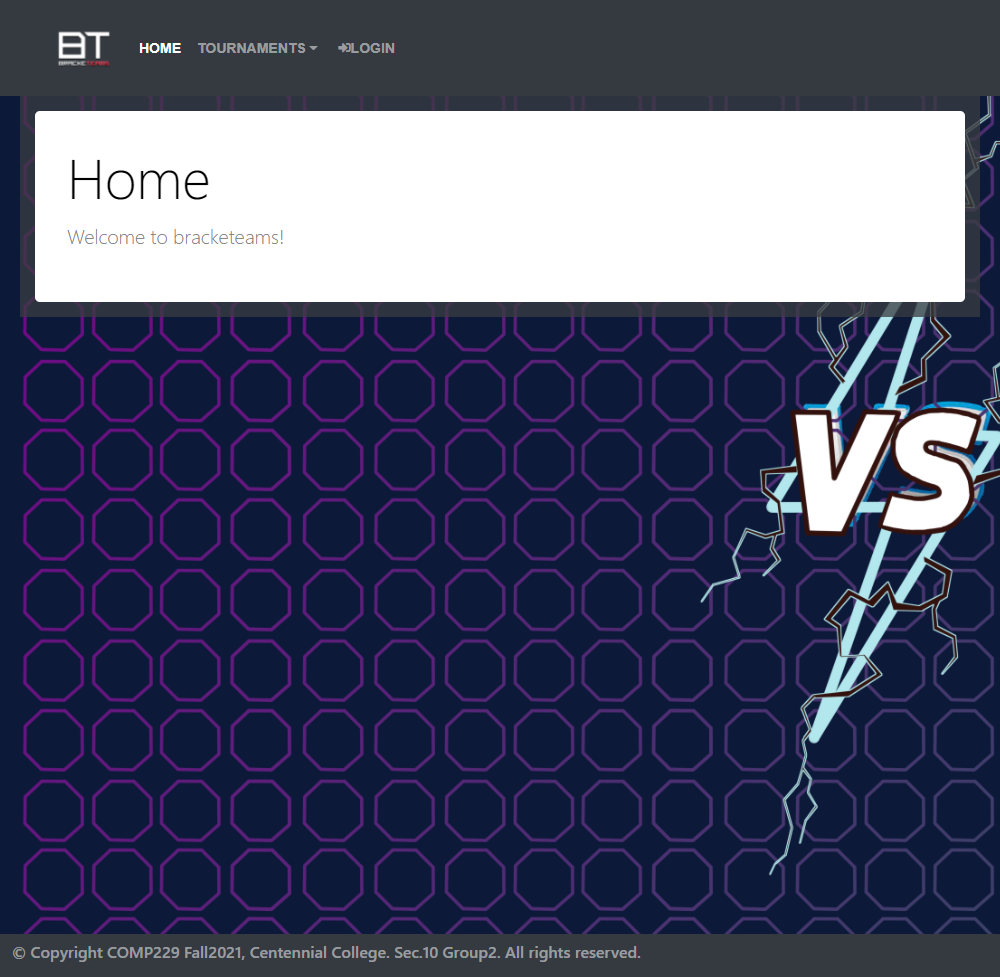 BT
HOME TOURNAMENTS LOGIN
Home
Welcome to bracketeams!
VS
© Copyright COMP229 Fall2021, Centennial College. Sec.10 Group2. All rights reserved.